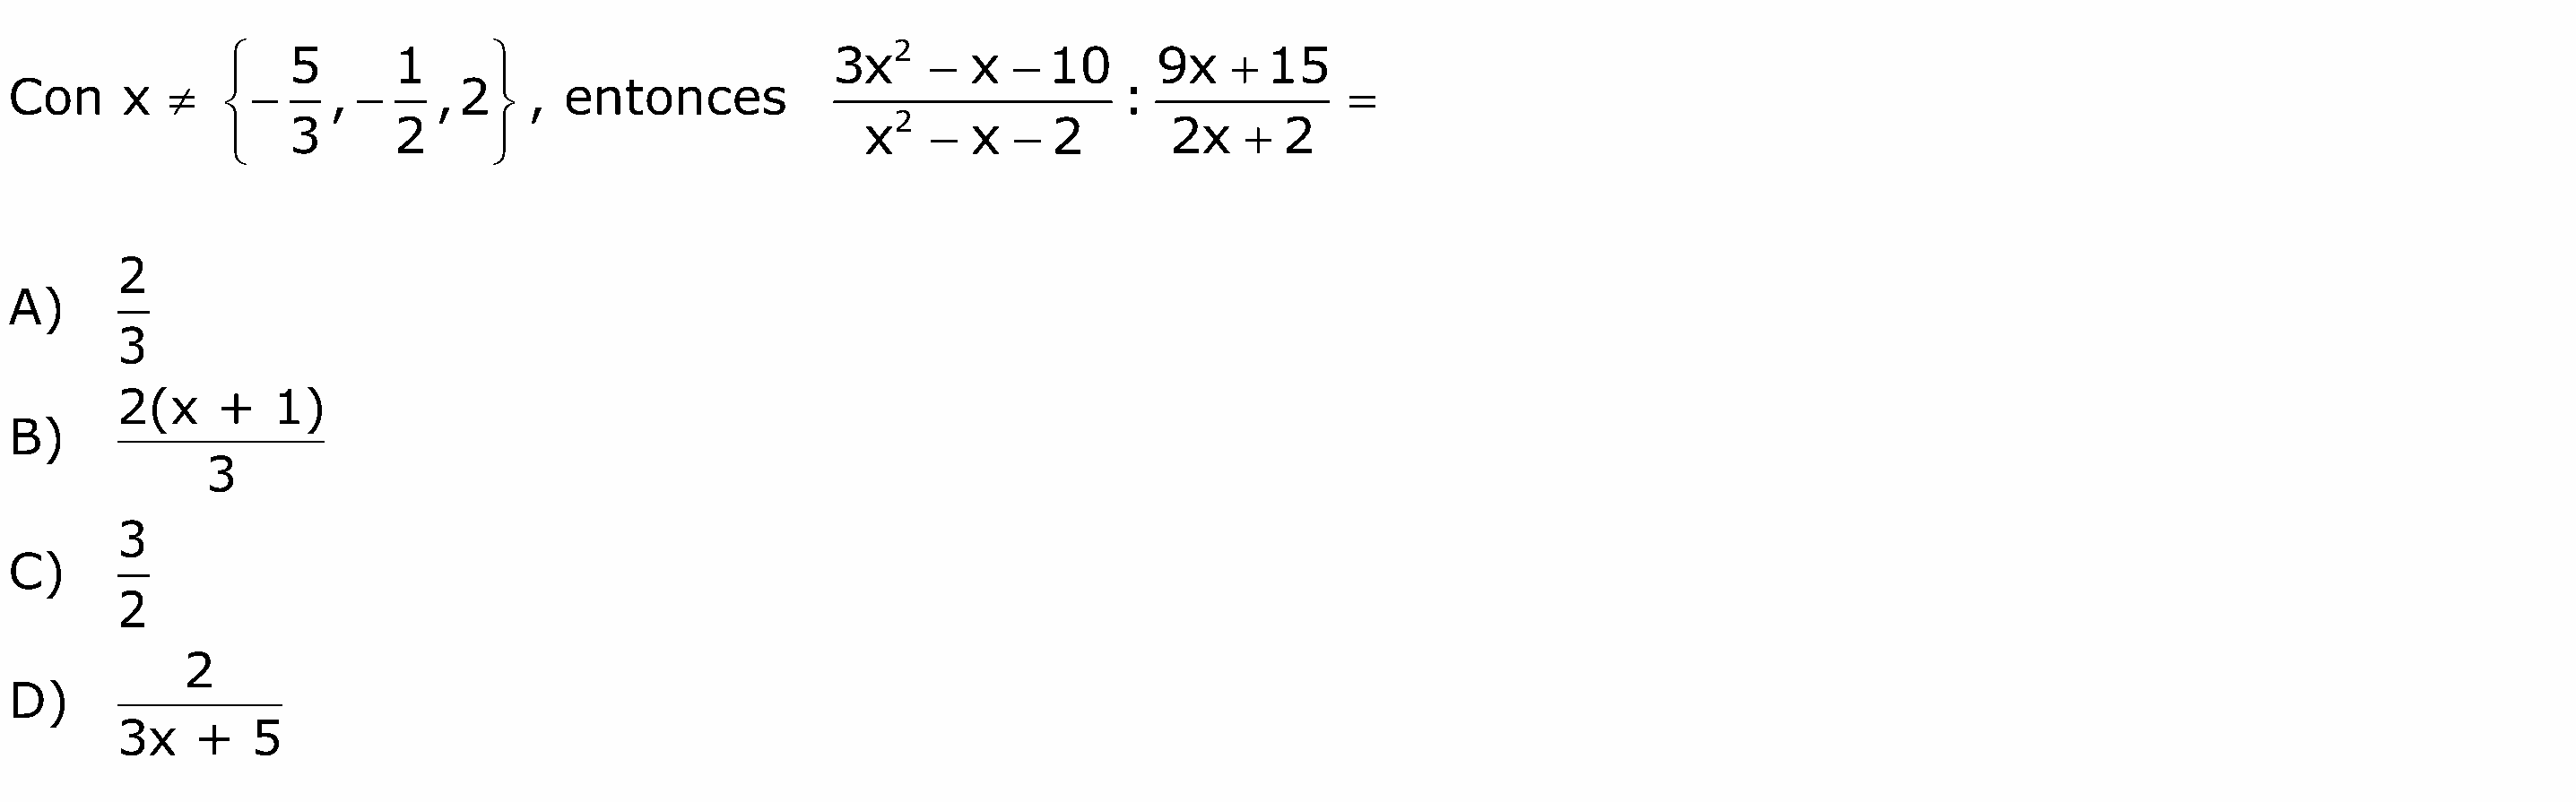 Con x ≠ {−5/3, −1/2, 2}, entonces (3x² − x − 10)/(x² − x − 2) : (9x + 15)/(2x + 2) =
A) 2/3
B) 2(x + 1)/3
C) 3/2
D) 2/(3x + 5)